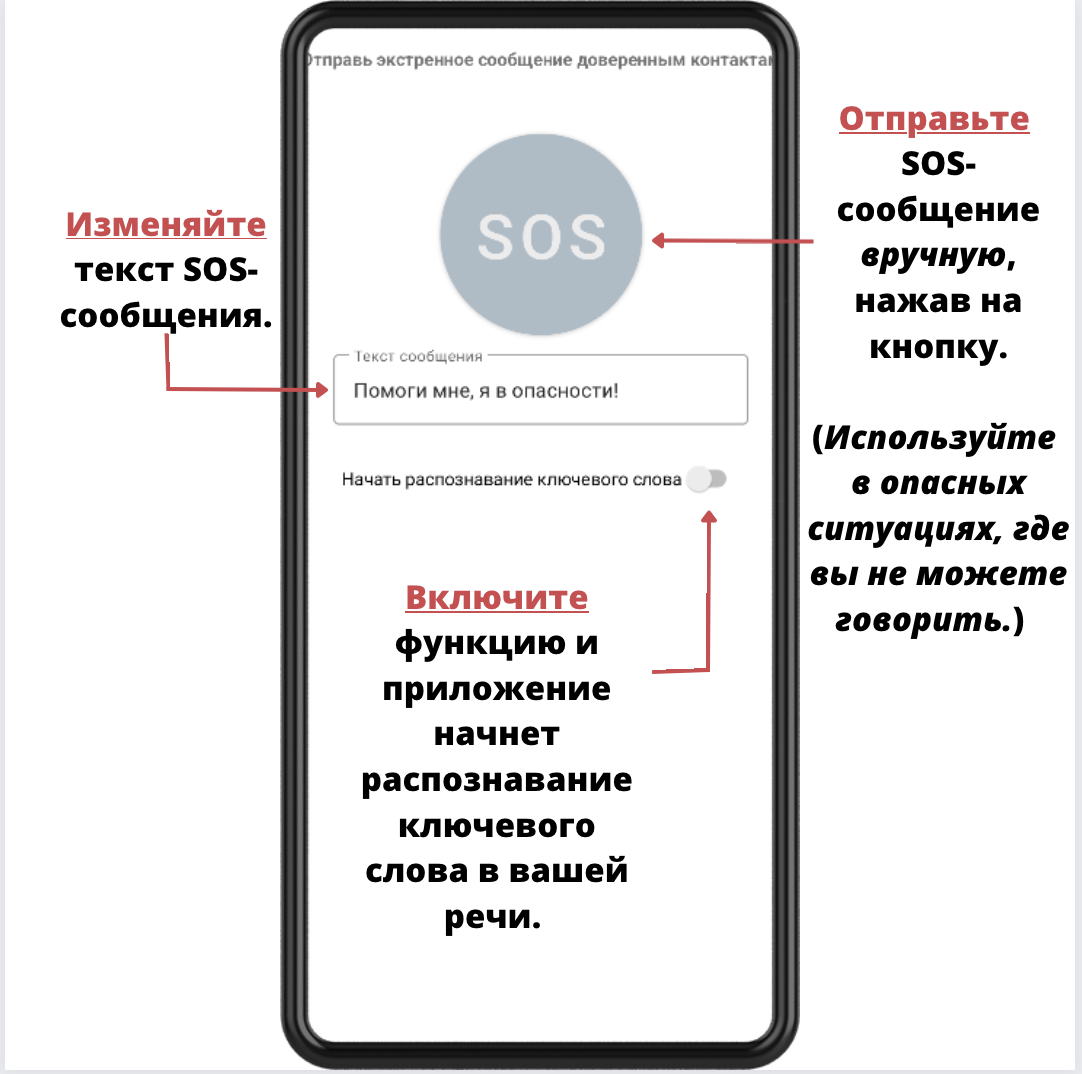 Отправь экстренное сообщение доверенным контактам
SOS
Текст сообщения
Помоги мне, я в опасности!
Начать распознавание ключевого слова
Изменяйте
текст SOS-
сообщения.
Отправьте
SOS-
сообщение
вручную,
нажав на
кнопку.
(Используйте
в опасных
ситуациях, где
вы не можете
говорить.)
Включите
функцию и
приложение
начнет
распознавание
ключевого
слова в вашей
речи.